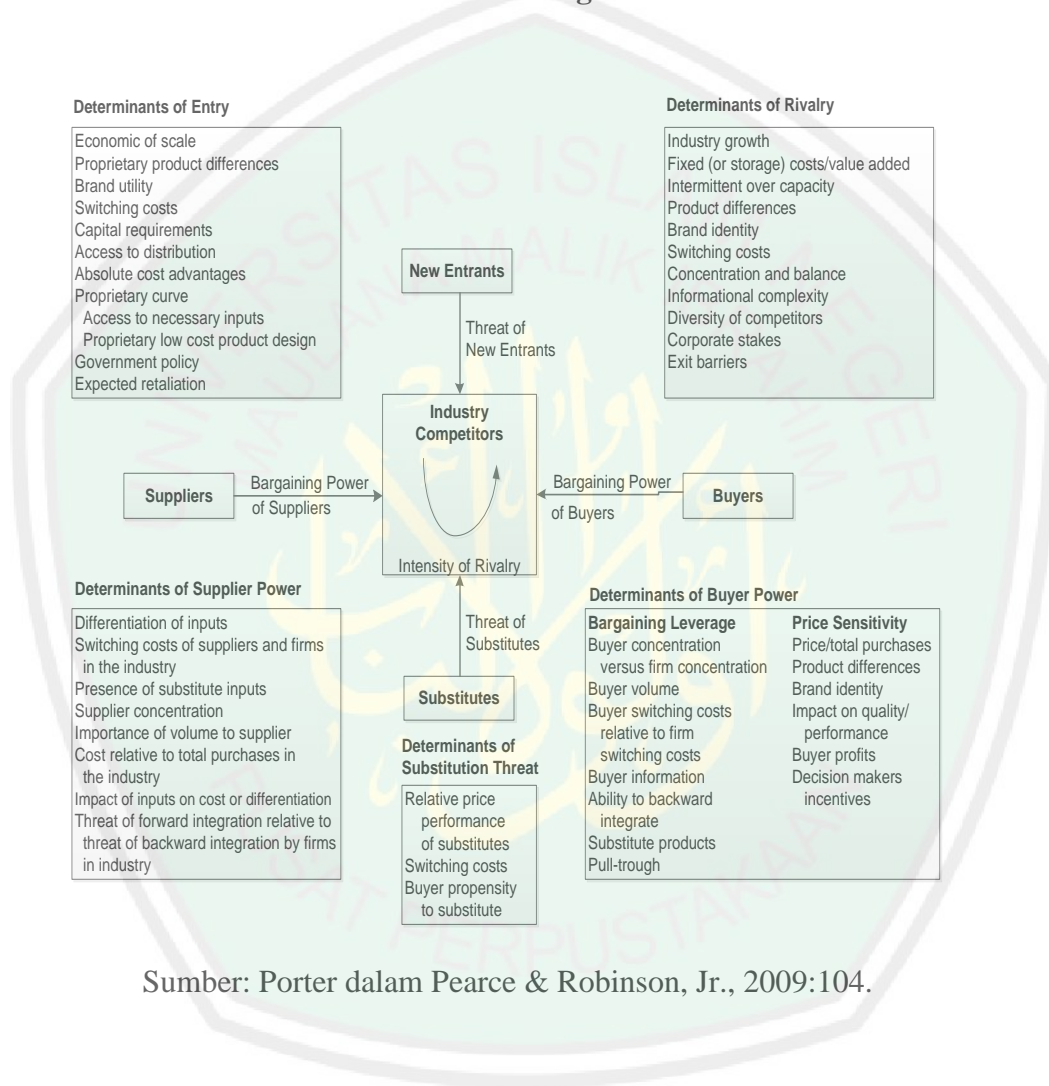 Determinants of Entry
Economic of scale
Proprietary product differences
Brand utility
Switching costs
Capital requirements
Access to distribution
Absolute cost advantages
Proprietary curve
Access to necessary inputs
Proprietary low cost product design
Government policy
Expected retaliation
Determinants of Rivalry
Industry growth
Fixed (or storage) costs/value added
Intermittent over capacity
Product differences
Brand identity
Switching costs
Concentration and balance
Informational complexity
Diversity of competitors
Corporate stakes
Exit barriers
New Entrants
Threat of
New Entrants
Industry
Competitors
Intensity of Rivalry
Suppliers
Bargaining Power
of Suppliers
Bargaining Power
of Buyers
Buyers
Threat of
Substitutes
Substitutes
Determinants of Supplier Power
Differentiation of inputs
Switching costs of suppliers and firms
in the industry
Presence of substitute inputs
Supplier concentration
Importance of volume to supplier
Cost relative to total purchases in
the industry
Impact of inputs on cost or differentiation
Threat of forward integration relative to
threat of backward integration by firms
in industry
Determinants of
Substitution Threat
Relative price
performance
of substitutes
Switching costs
Buyer propensity
to substitute
Determinants of Buyer Power
Bargaining Leverage
Buyer concentration
versus firm concentration
Buyer volume
Buyer switching costs
relative to firm
switching costs
Buyer information
Ability to backward
integrate
Substitute products
Pull-trough
Price Sensitivity
Price/total purchases
Product differences
Brand identity
Impact on quality/
performance
Buyer profits
Decision makers
incentives
Sumber: Porter dalam Pearce & Robinson, Jr., 2009:104.
UNIVERSITAS ISLAM NEGERI
MAULANA MALIK IBRAHIM
PUSAT PERPUSTAKAAN